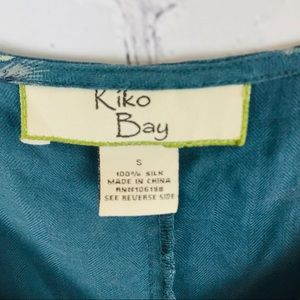 Kiko
Bay
S
100% SILK
MADE IN CHINA
RN#106198
SEE REVERSE SIDE